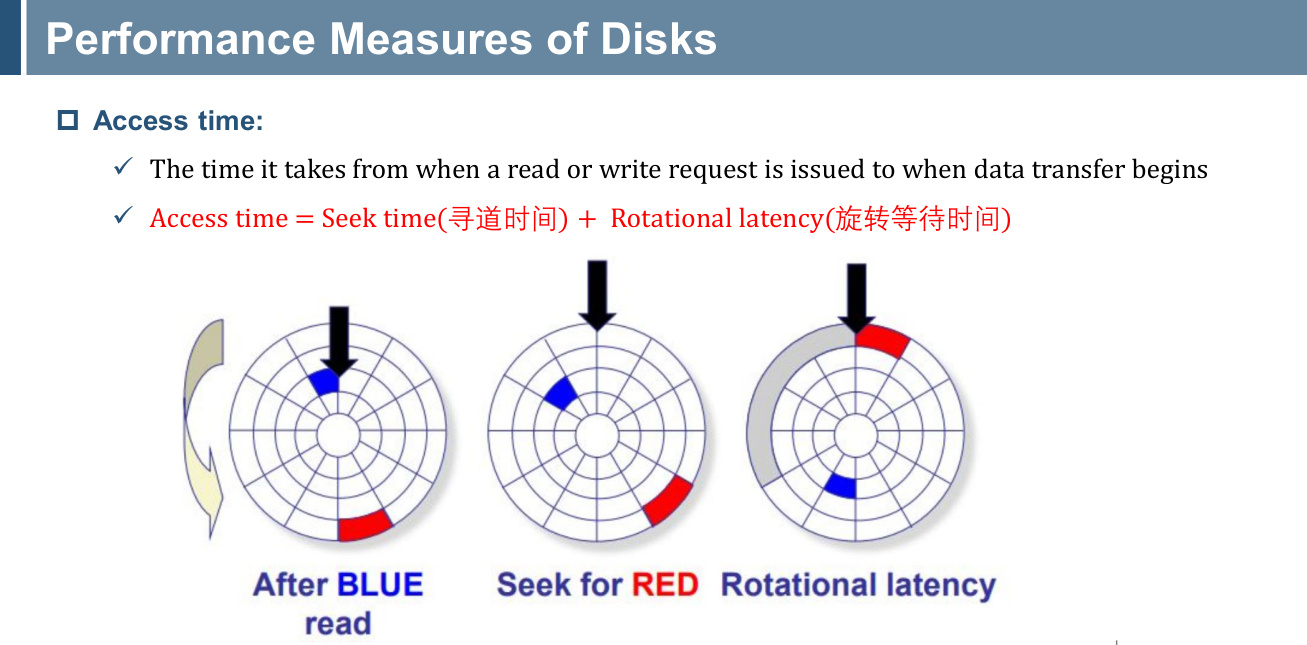 Performance Measures of Disks
Access time:
The time it takes from when a read or write request is issued to when data transfer begins
Access time = Seek time(寻道时间) + Rotational latency(旋转等待时间)
After BLUE
read
Seek for RED
Rotational latency